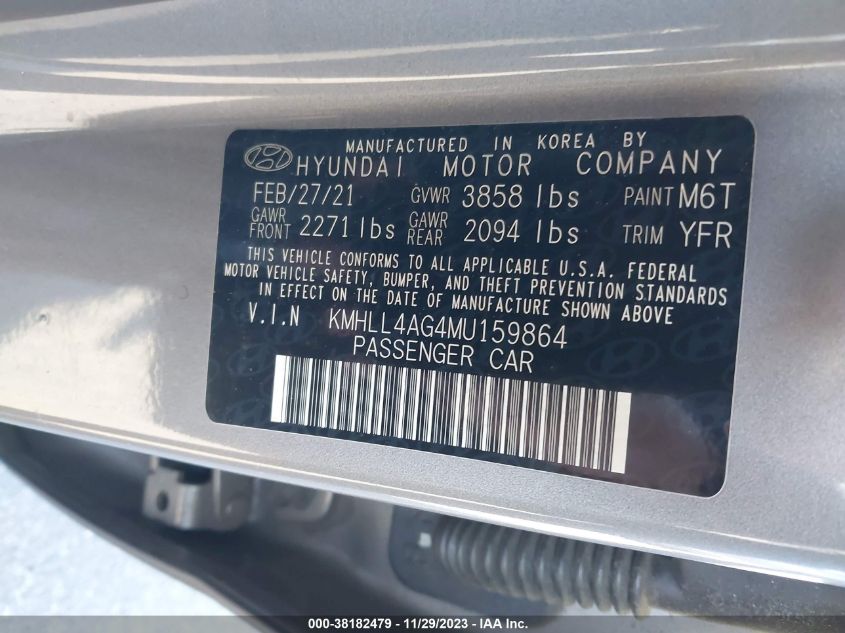 MANUFACTURED IN KOREA BY
HYUNDAI MOTOR COMPANY
FEB/27/21 GVWR 3858 lbs PAINT M6T
GAWR FRONT 2271 lbs GAWR REAR 2094 lbs TRIM YFR
THIS VEHICLE CONFORMS TO ALL APPLICABLE U.S.A. FEDERAL
MOTOR VEHICLE SAFETY, BUMPER, AND THEFT PREVENTION STANDARDS
IN EFFECT ON THE DATE OF MANUFACTURE SHOWN ABOVE
V.I.N KMHLL4AG4MU159864
PASSENGER CAR
000-38182479 - 11/29/2023 - IAA Inc.